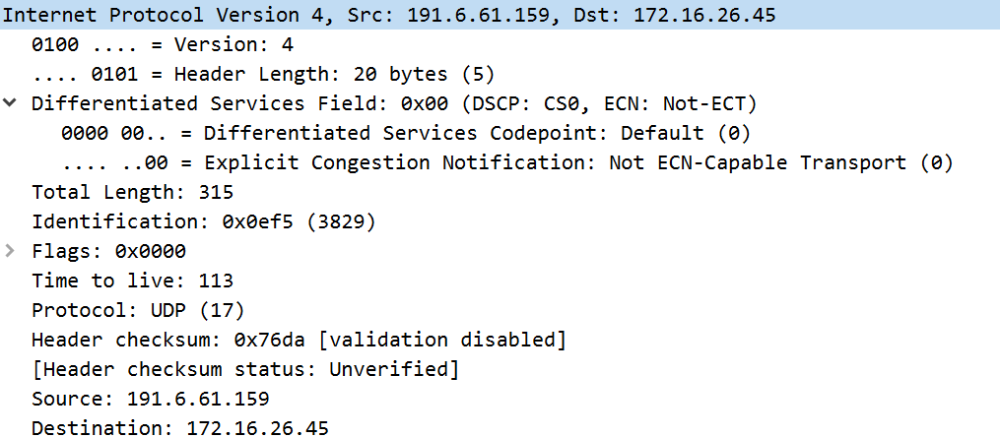 Internet Protocol Version 4, Src: 191.6.61.159, Dst: 172.16.26.45
0100 .... = Version: 4
.... 0101 = Header Length: 20 bytes (5)
Differentiated Services Field: 0x00 (DSCP: CS0, ECN: Not-ECT)
0000 00.. = Differentiated Services Codepoint: Default (0)
.... ..00 = Explicit Congestion Notification: Not ECN-Capable Transport (0)
Total Length: 315
Identification: 0x0ef5 (3829)
Flags: 0x0000
Time to live: 113
Protocol: UDP (17)
Header checksum: 0x76da [validation disabled]
[Header checksum status: Unverified]
Source: 191.6.61.159
Destination: 172.16.26.45